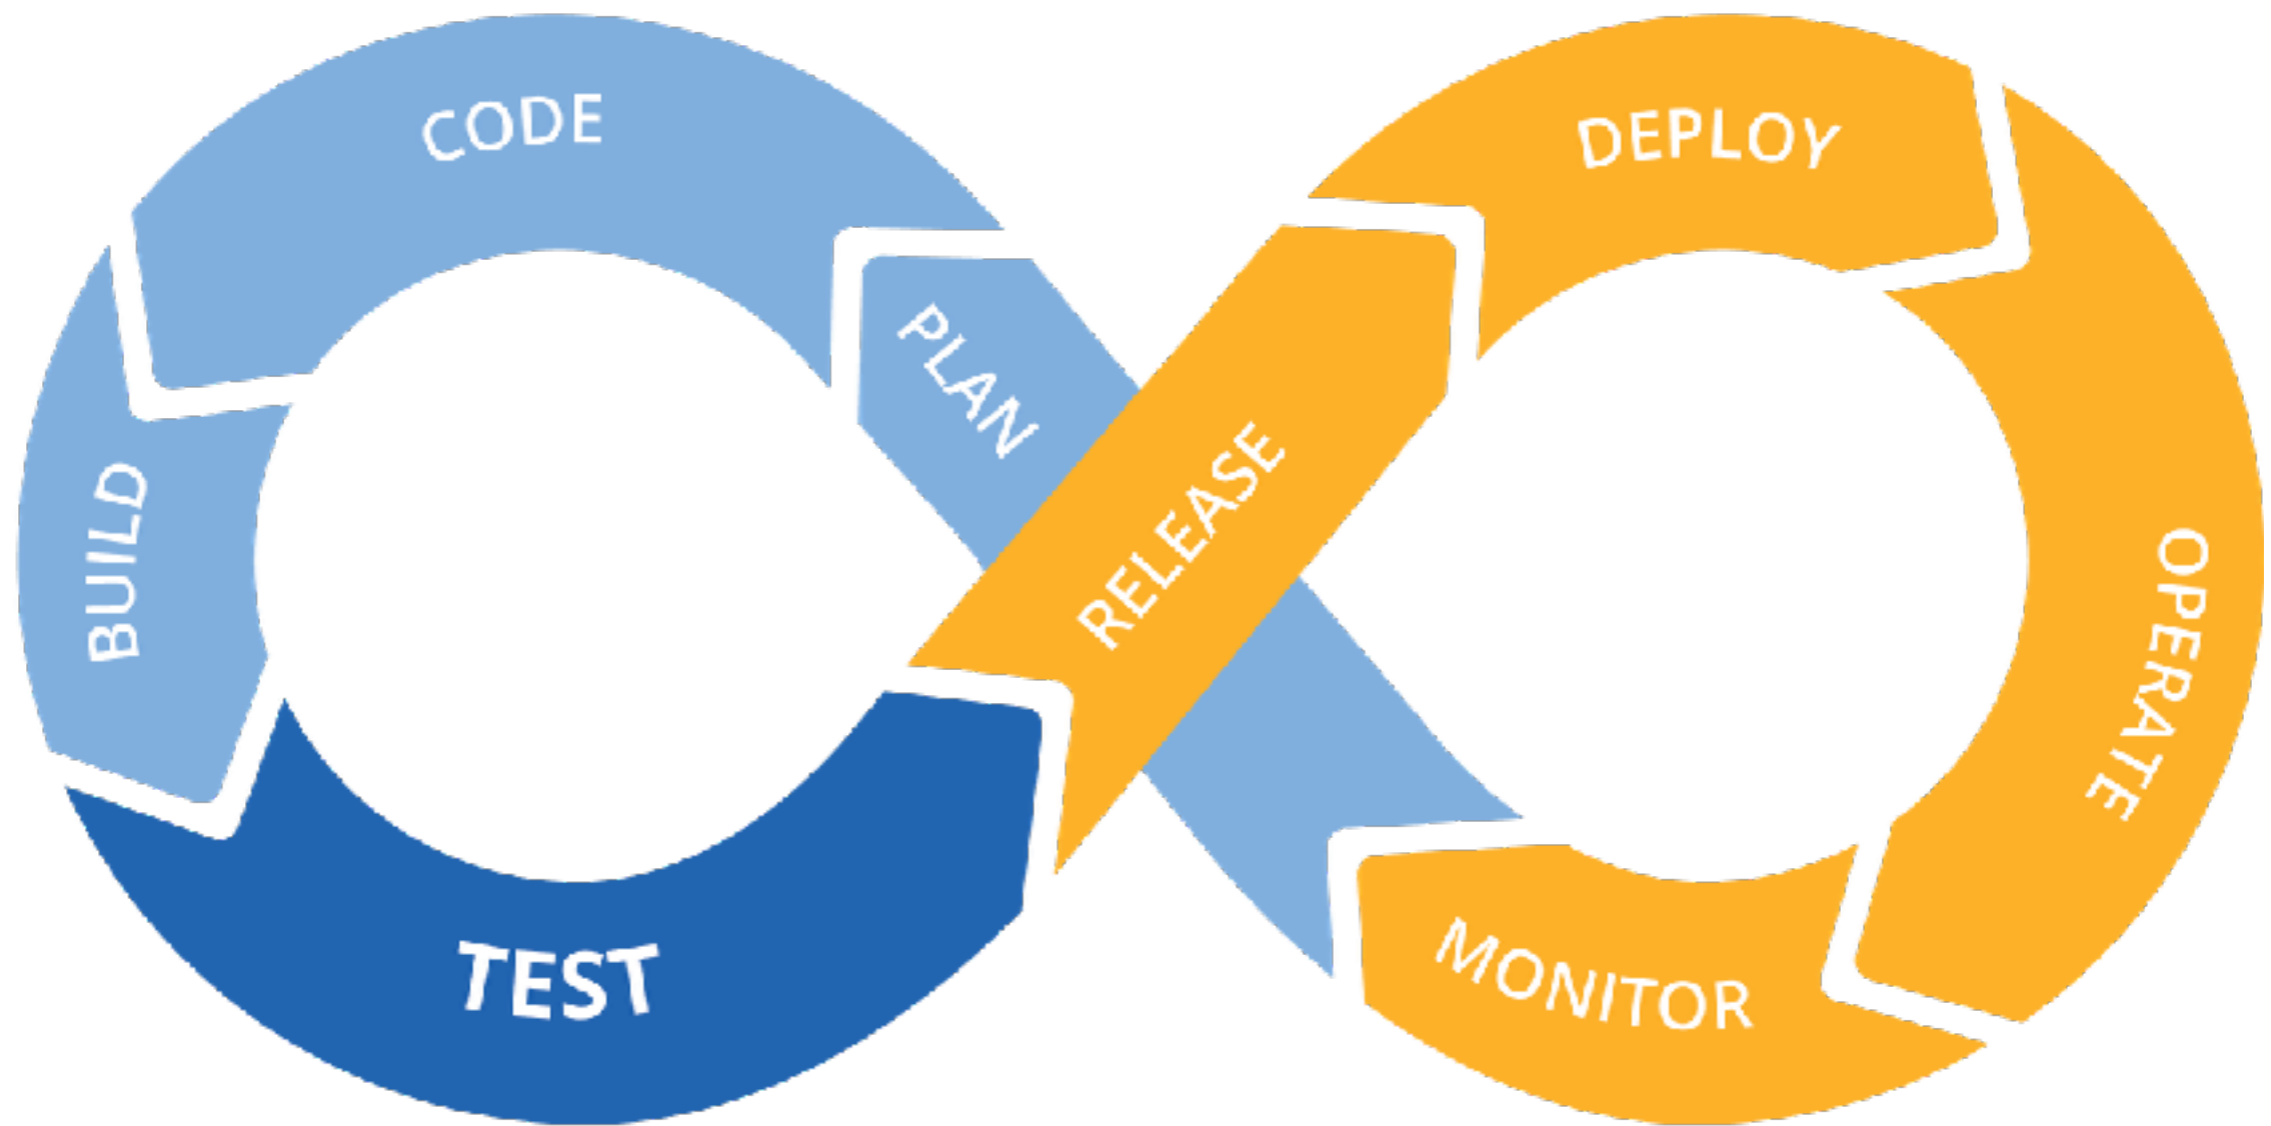 CODE
DEPLOY
PLAN
RELEASE
BUILD
OPERATE
TEST
MONITOR